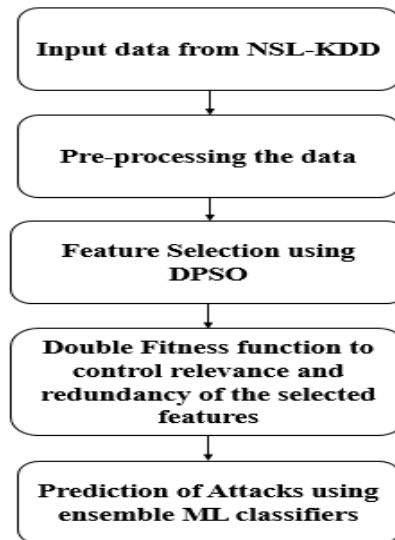 Input data from NSL-KDD
Pre-processing the data
Feature Selection using
DPSO
Double Fitness function to
control relevance and
redundancy of the selected
features
Prediction of Attacks using
ensemble ML classifiers